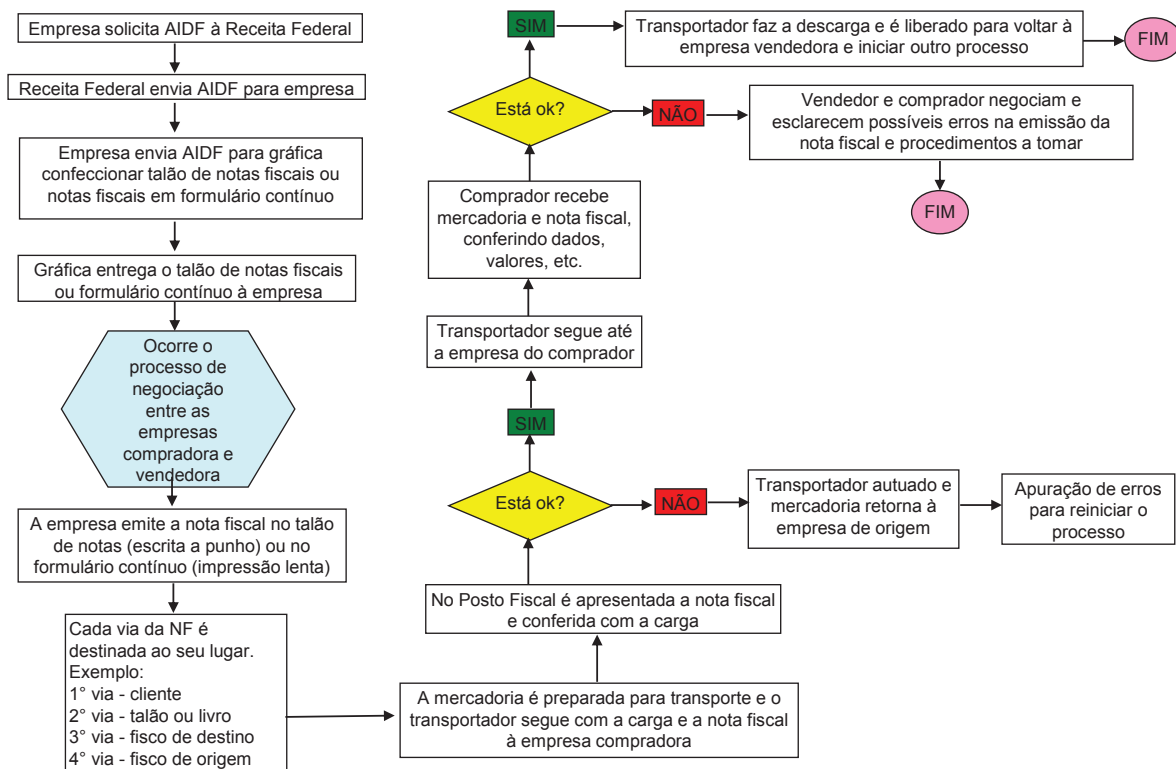 Empresa solicita AIDF à Receita Federal
Receita Federal envia AIDF para empresa
Empresa envia AIDF para gráfica
confeccionar talão de notas fiscais ou
notas fiscais em formulário contínuo
Gráfica entrega o talão de notas fiscais
ou formulário contínuo à empresa
Ocorre o
processo de
negociação
entre as
empresas
compradora e
vendedora
A empresa emite a nota fiscal no talão
de notas (escrita a punho) ou no
formulário contínuo (impressão lenta)
Cada via da NF é
destinada ao seu lugar.
Exemplo:
1° via - cliente
2° via - talão ou livro
3° via - fisco de destino
4° via - fisco de origem
A mercadoria é preparada para transporte e o
transportador segue com a carga e a nota fiscal
à empresa compradora
No Posto Fiscal é apresentada a nota fiscal
e conferida com a carga
Está ok?
NÃO
Transportador autuado e
mercadoria retorna à
empresa de origem
Apuração de erros
para reiniciar o
processo
SIM
Transportador segue até
a empresa do comprador
Comprador recebe
mercadoria e nota fiscal,
conferindo dados,
valores, etc.
Está ok?
NÃO
Vendedor e comprador negociam e
esclarecem possíveis erros na emissão da
nota fiscal e procedimentos a tomar
FIM
SIM
Transportador faz a descarga e é liberado para voltar à
empresa vendedora e iniciar outro processo
FIM